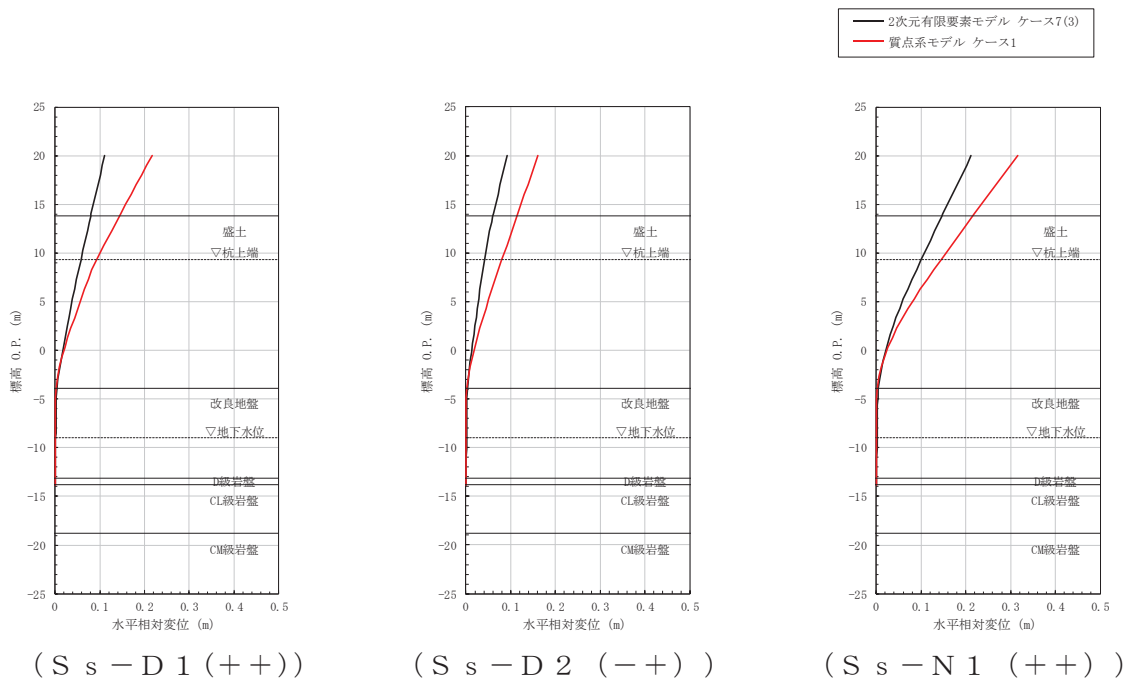 2次元有限要素モデル ケース7(3)
質点系モデル ケース1
25
20
15
10
5
0
-5
-10
-15
-20
-25
標高 O.P. (m)
盛土
▽杭上端
改良地盤
▽地下水位
D級岩盤
CL級岩盤
CM級岩盤
0 0.1 0.2 0.3 0.4 0.5
水平相対変位 (m)
(Ss-D1(++))
25
20
15
10
5
0
-5
-10
-15
-20
-25
標高 O.P. (m)
盛土
▽杭上端
改良地盤
▽地下水位
D級岩盤
CL級岩盤
CM級岩盤
0 0.1 0.2 0.3 0.4 0.5
水平相対変位 (m)
(Ss-D2 (-+))
25
20
15
10
5
0
-5
-10
-15
-20
-25
標高 O.P. (m)
盛土
▽杭上端
改良地盤
▽地下水位
D級岩盤
CL級岩盤
CM級岩盤
0 0.1 0.2 0.3 0.4 0.5
水平相対変位 (m)
(Ss-N1 (++))